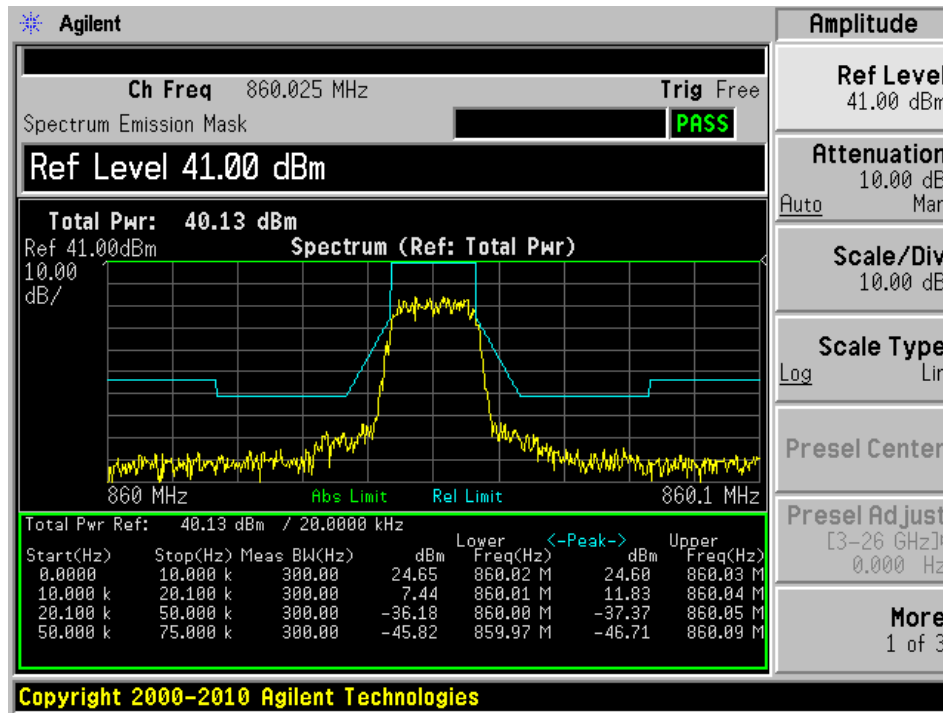 Agilent
Amplitude
Ch Freq 860.025 MHz Trig Free
Spectrum Emission Mask PASS
Ref Level 41.00 dBm
Total Pwr: 40.13 dBm
Ref 41.00dBm Spectrum (Ref: Total Pwr)
10.00
dB/
860 MHz Abs Limit Rel Limit 860.1 MHz
Total Pwr Ref: 40.13 dBm / 20.0000 kHz
Lower <-Peak-> Upper
Start(Hz) Stop(Hz) Meas BW(Hz) dBm Freq(Hz) dBm Freq(Hz)
0.0000 10.000 k 300.00 24.65 860.02 M 24.60 860.03 M
10.000 k 20.100 k 300.00 7.44 860.01 M 11.83 860.04 M
20.100 k 50.000 k 300.00 -36.18 860.00 M -37.37 860.05 M
50.000 k 75.000 k 300.00 -45.82 859.97 M -46.71 860.09 M
Ref Level
41.00 dBm
Attenuation
10.00 dB
Auto Man
Scale/Div
10.00 dB
Scale Type
Log Lin
Presel Center
Presel Adjust
[3-26 GHz]
0.000 Hz
More
1 of 3
Copyright 2000-2010 Agilent Technologies